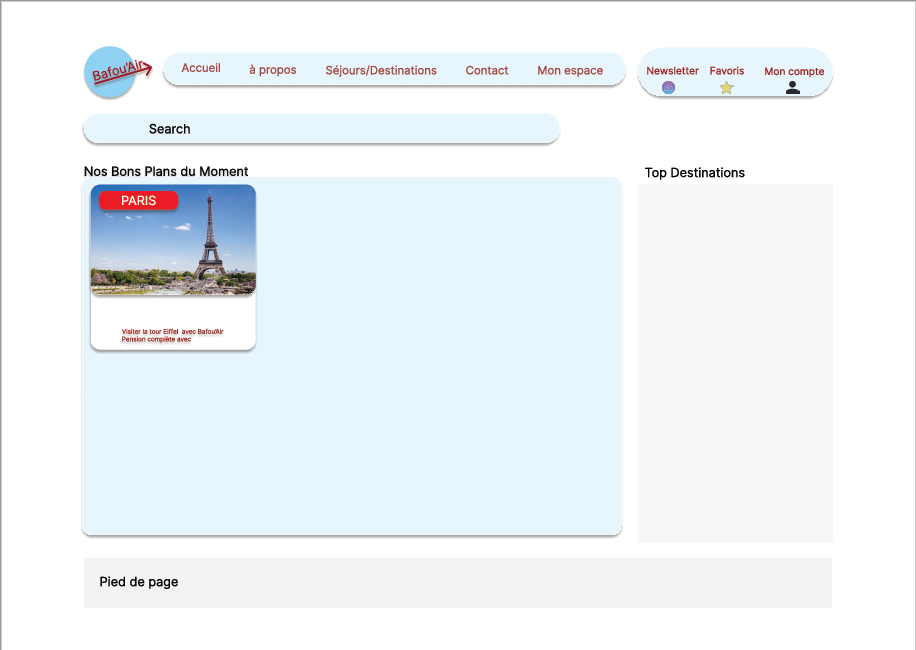 Bafou'Air
Accueil
à propos
Séjours/Destinations
Contact
Mon espace
Newsletter
Favoris
Mon compte
Search
Nos Bons Plans du Moment
Top Destinations
PARIS
Visiter la tour Eiffel avec Bafou'Air
Pension complète avec
Pied de page